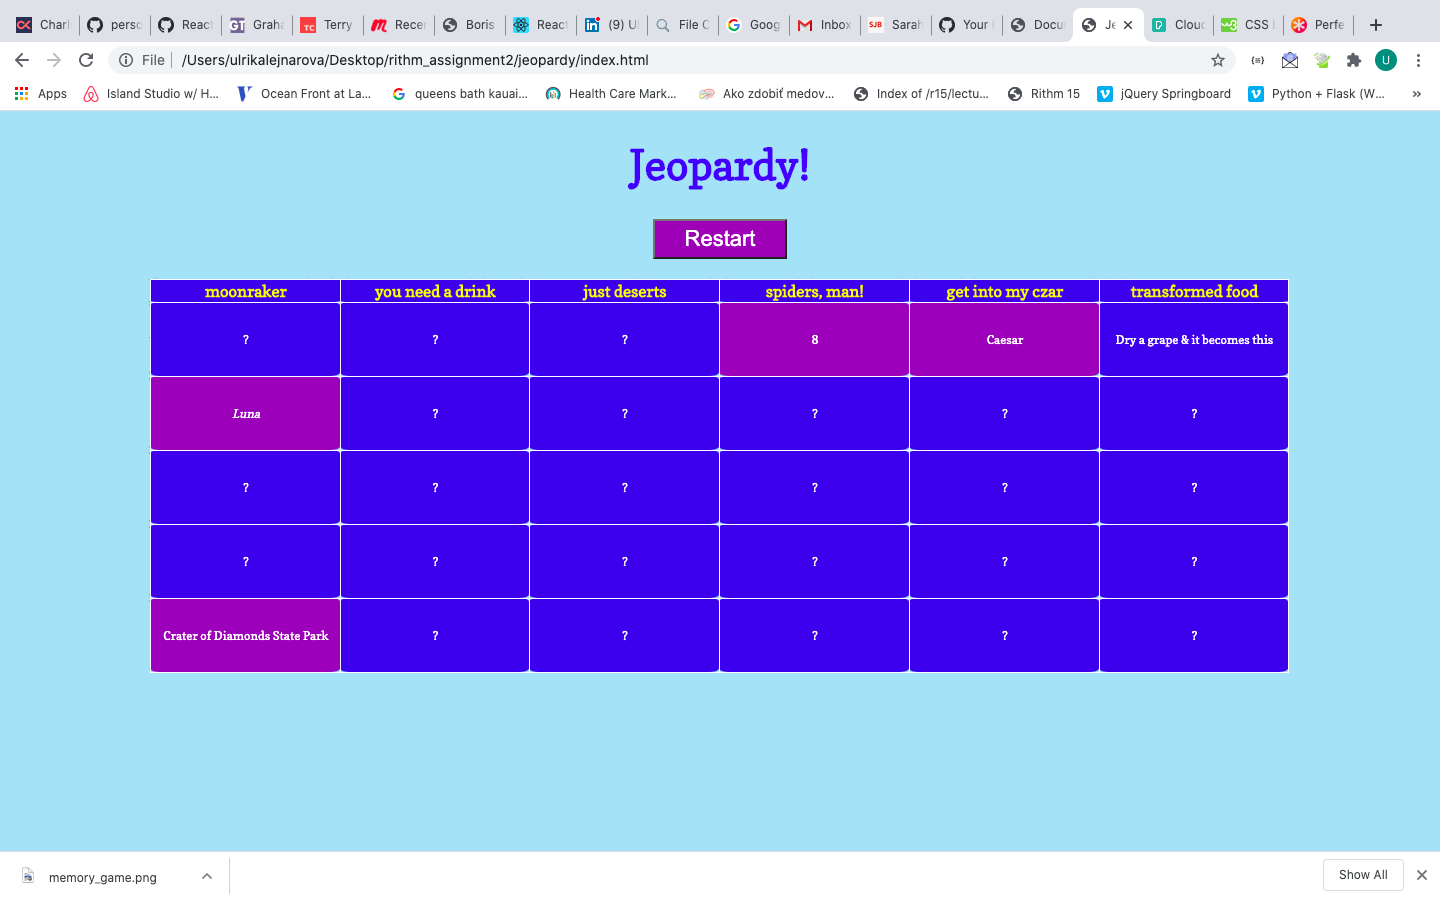 Charli perso React Graha Terry Recen Boris React (9) Ul File C Goog Inbox Sarah Your Docu Je Cloud CSS Perfe
File /Users/ulrikalejnarova/Desktop/rithm_assignment2/jeopardy/index.html U
Apps Island Studio w/ H... Ocean Front at La... queens bath kauai... Health Care Mark... Ako zdobiť medov... Index of /r15/lectu... Rithm 15 jQuery Springboard Python + Flask (W... »
Jeopardy!
Restart
moonraker you need a drink just deserts spiders, man! get into my czar transformed food
? ? ? 8 Caesar Dry a grape & it becomes this
Luna ? ? ? ? ?
? ? ? ? ? ?
? ? ? ? ? ?
Crater of Diamonds State Park ? ? ? ? ?
memory_game.png Show All